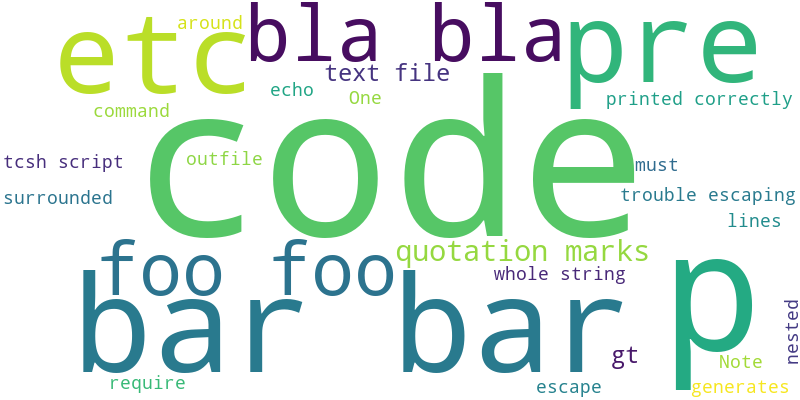 around
etc
bla bla
pre
text file
echo
One
printed correctly
command
code
tcsh script
outfile
must
surrounded
trouble escaping
lines
foo foo
quotation marks
whole string
p
bar bar
gt
nested
Note
require
escape
generates